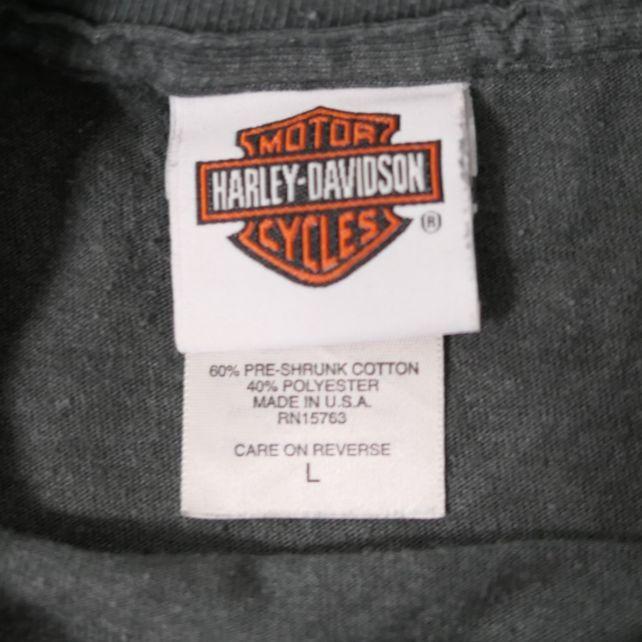 MOTOR
HARLEY-DAVIDSON
CYCLES
®
60% PRE-SHRUNK COTTON
40% POLYESTER
MADE IN U.S.A.
RN15763
CARE ON REVERSE
L